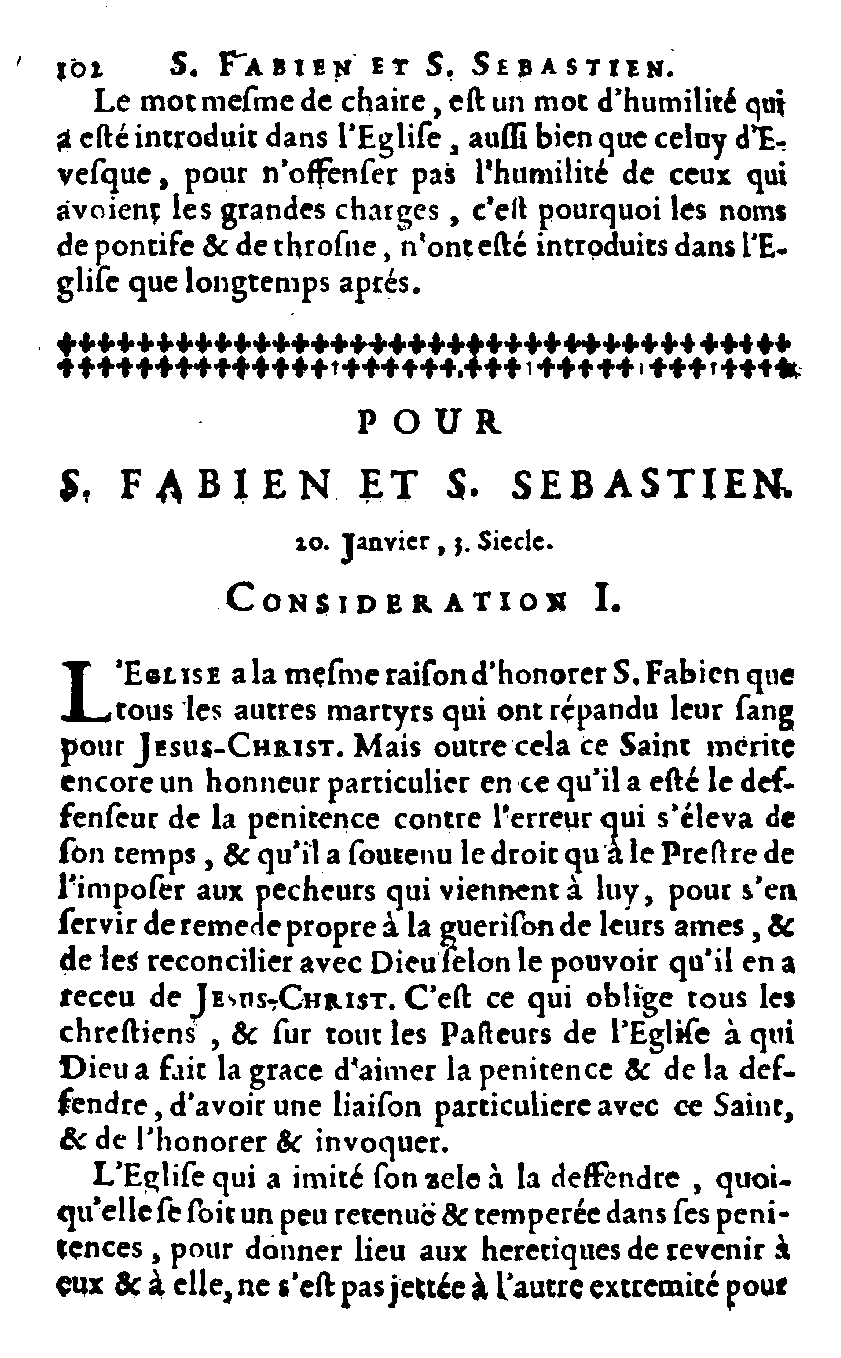 102 S. FABIEN ET S. SEBASTIEN.
Le mot meſme de chaire, eſt un mot d'humilité qui
a eſté introduit dans l'Egliſe, auſſi bien que celuy d'E-
veſque, pour n'offenſer pas l'humilité de ceux qui
avoient les grandes charges, c'eſt pourquoi les noms
de pontife & de throſne, n'ont eſté introduits dans l'E-
gliſe que longtemps aprés.
POUR
S. FABIEN ET S. SEBASTIEN.
20. Janvier, 3. Siecle.
CONSIDERATION I.
L'EGLISE a la meſme raiſon d'honorer S. Fabien que
tous les autres martyrs qui ont répandu leur ſang
pour JESUS-CHRIST. Mais outre cela ce Saint merite
encore un honneur particulier en ce qu'il a eſté le def-
fenſeur de la penitence contre l'erreur qui s'éleva de
ſon temps, & qu'il a ſoutenu le droit qu'à le Preſtre de
l'impoſer aux pecheurs qui viennent à luy, pour s'en
ſervir de remede propre à la gueriſon de leurs ames, &
de les reconcilier avec Dieu ſelon le pouvoir qu'il en a
receu de JESUS-CHRIST. C'eſt ce qui oblige tous les
chreſtiens, & ſur tout les Paſteurs de l'Egliſe à qui
Dieu a fait la grace d'aimer la penitence & de la def-
fendre, d'avoir une liaiſon particuliere avec ce Saint,
& de l'honorer & invoquer.
L'Egliſe qui a imité ſon zele à la deffendre, quoi-
qu'elle ſe ſoit un peu retenuë & temperée dans ſes peni-
tences, pour donner lieu aux heretiques de revenir à
eux & à elle, ne s'eſt pas jettée à l'autre extremité pour